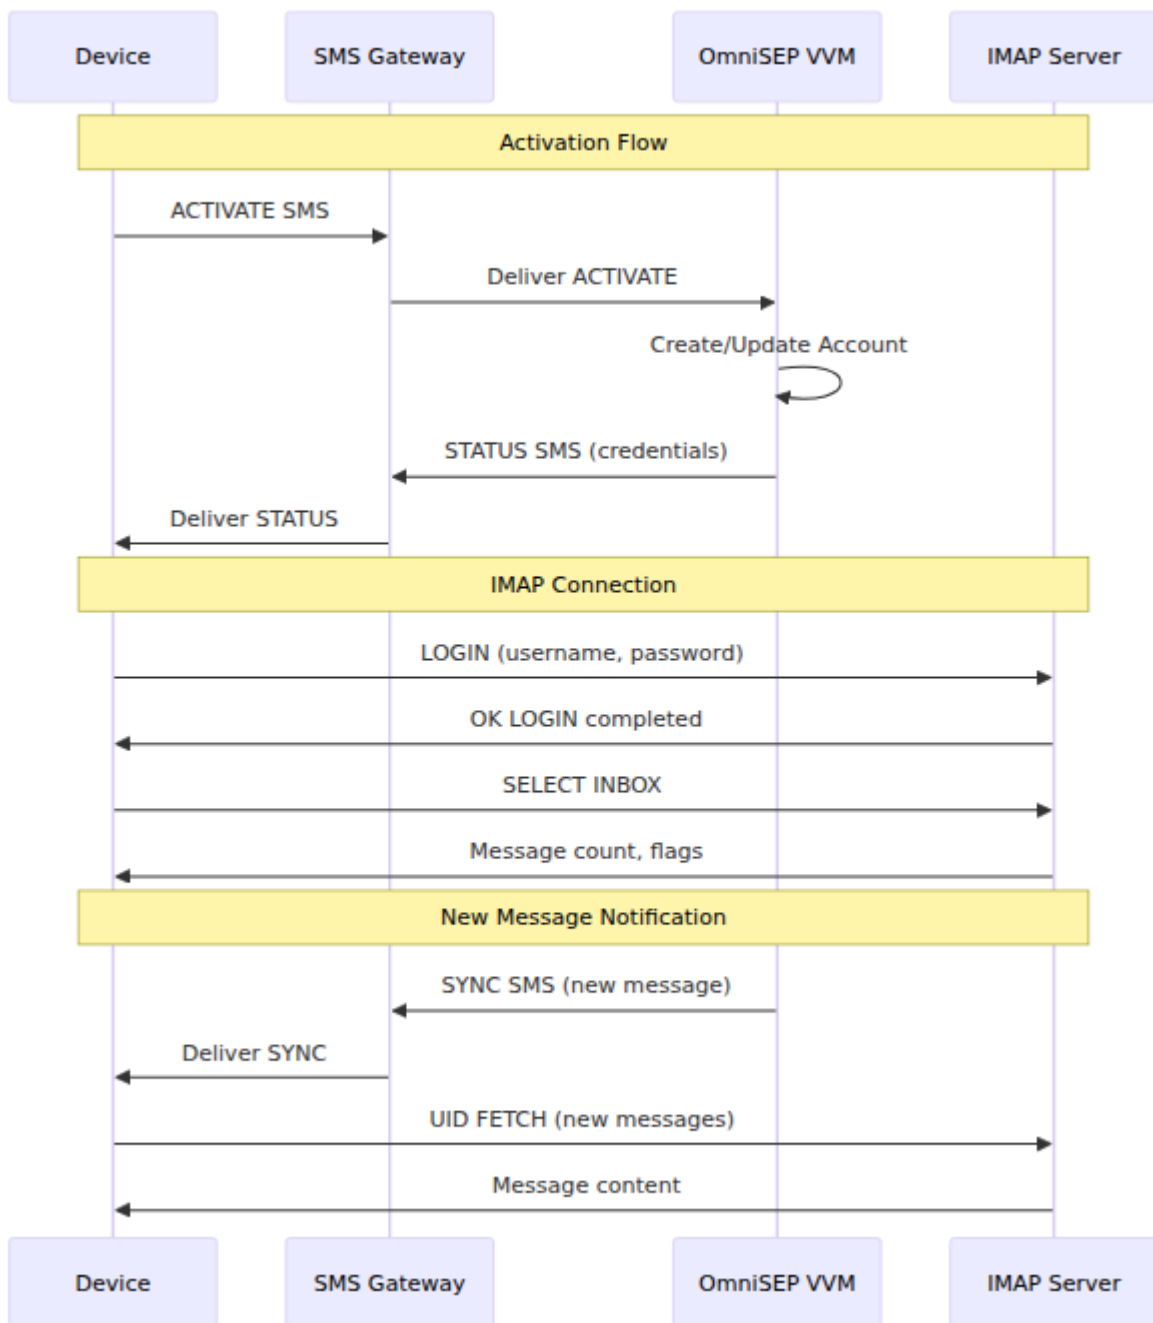 Device
SMS Gateway
OmniSEP VVM
IMAP Server
Activation Flow
ACTIVATE SMS
Deliver ACTIVATE
Create/Update Account
STATUS SMS (credentials)
Deliver STATUS
IMAP Connection
LOGIN (username, password)
OK LOGIN completed
SELECT INBOX
Message count, flags
New Message Notification
SYNC SMS (new message)
Deliver SYNC
UID FETCH (new messages)
Message content
Device
SMS Gateway
OmniSEP VVM
IMAP Server